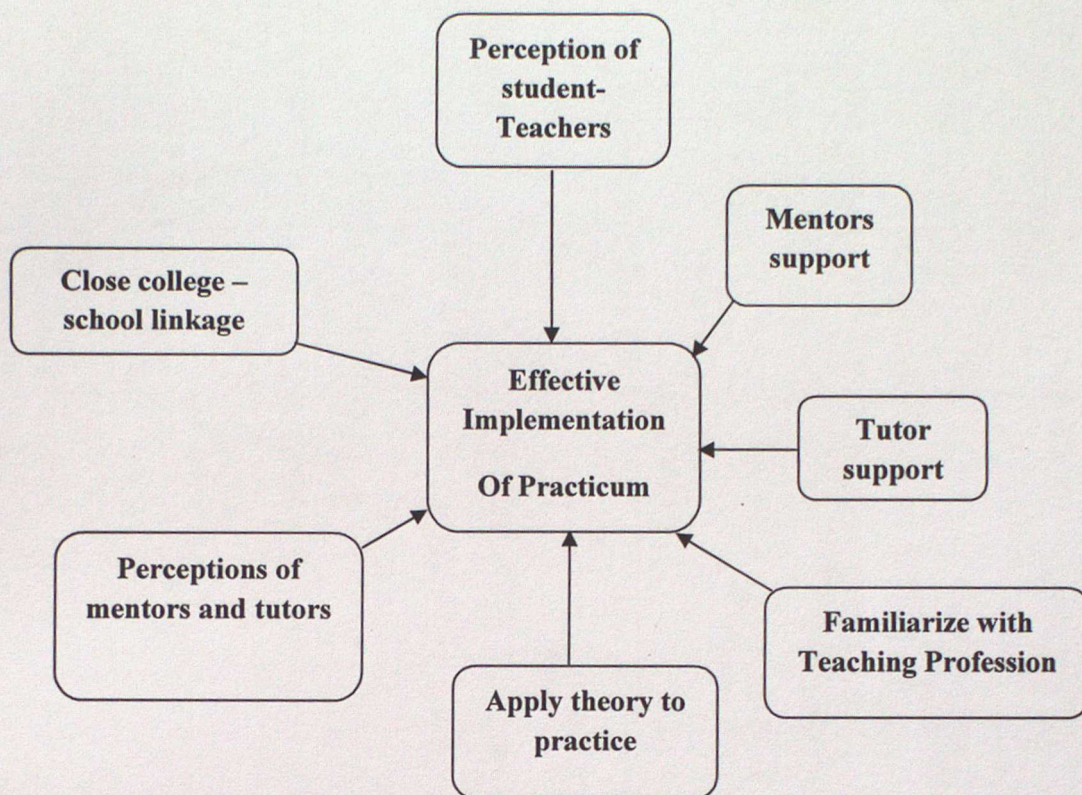 Perception of
student-
Teachers
Mentors
support
Close college –
school linkage
Effective
Implementation
Of Practicum
Tutor
support
Perceptions of
mentors and tutors
Familiarize with
Teaching Profession
Apply theory to
practice